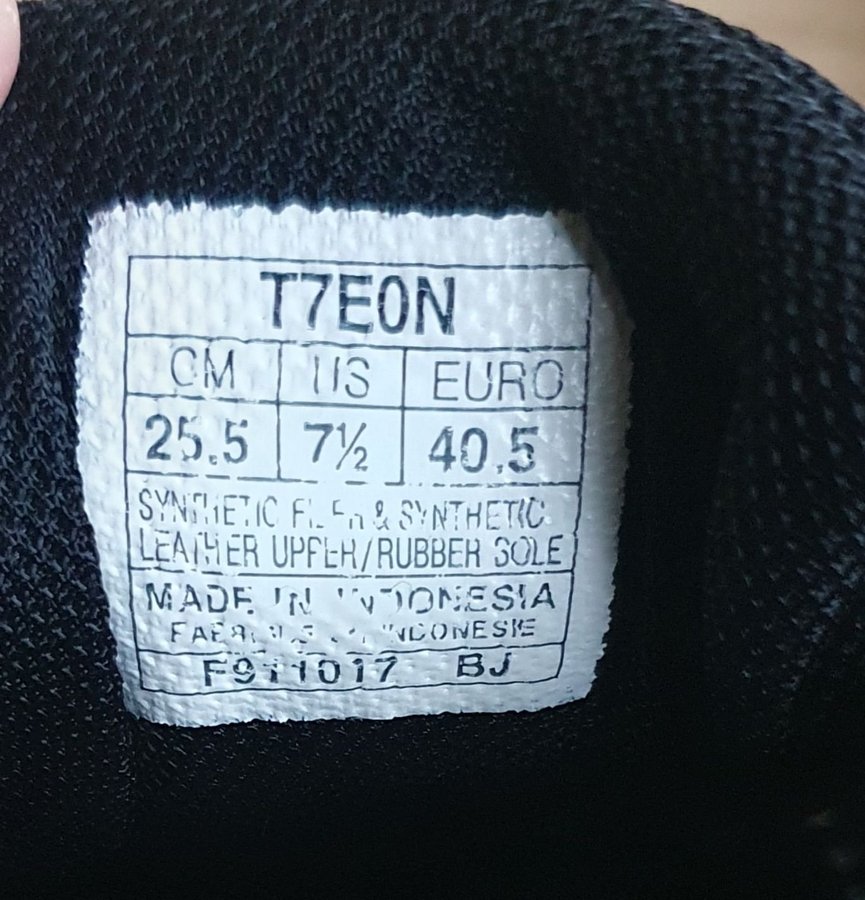 T7E0N
CM US EURO
25.5 7½ 40.5
SYNTHETIC & SYNTHETIC
LEATHER UPPER/RUBBER SOLE
MADE IN INDONESIA
INDONESIE
F911017 BJ